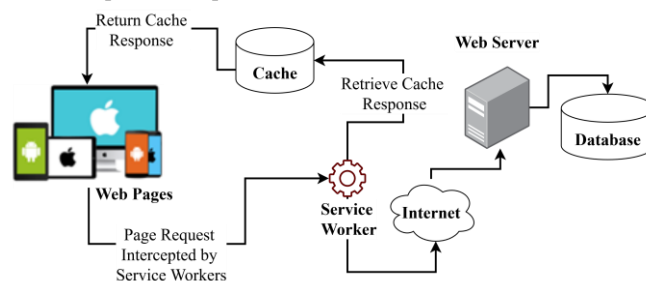 Return Cache
Response
Cache
Retrieve Cache
Response
Web Server
Database
Web Pages
Service
Worker
Internet
Page Request
Intercepted by
Service Workers